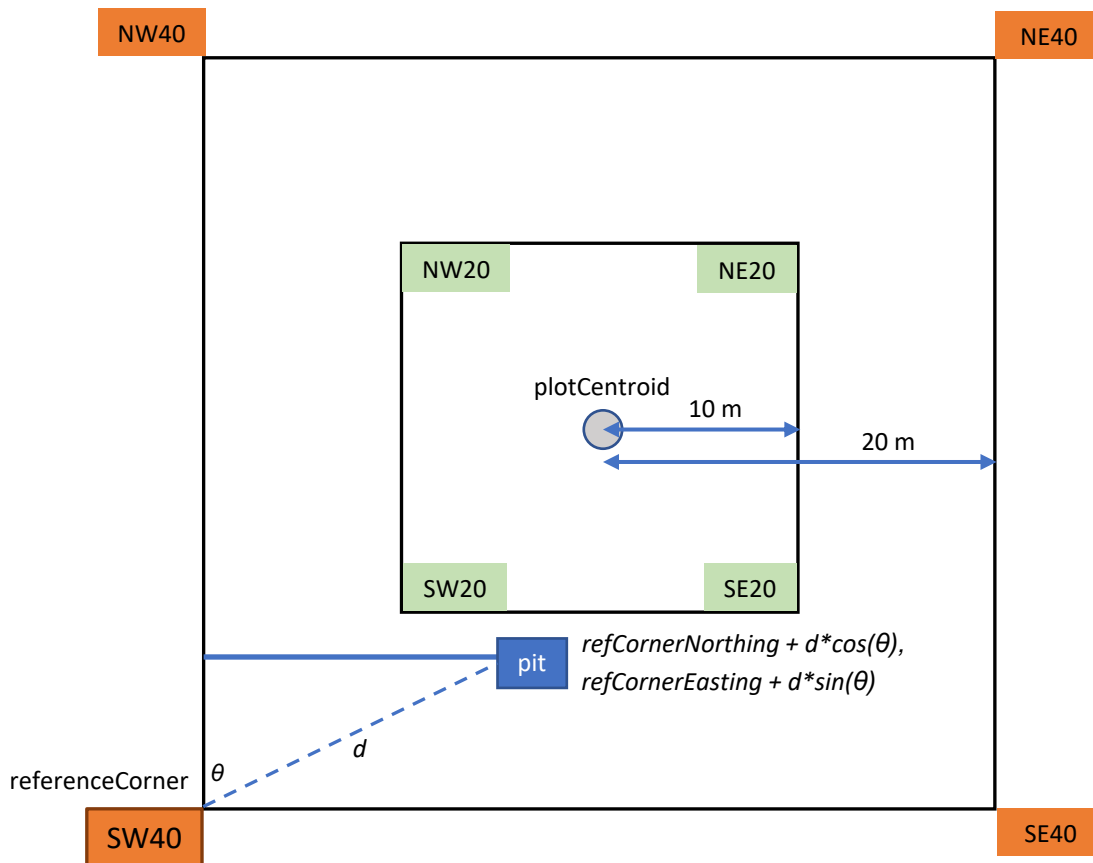 NW40
NE40
NW20
NE20
plotCentroid
10 m
20 m
SW20
SE20
pit
refCornerNorthing + d*cos(θ),
refCornerEasting + d*sin(θ)
d
θ
referenceCorner
SW40
SE40